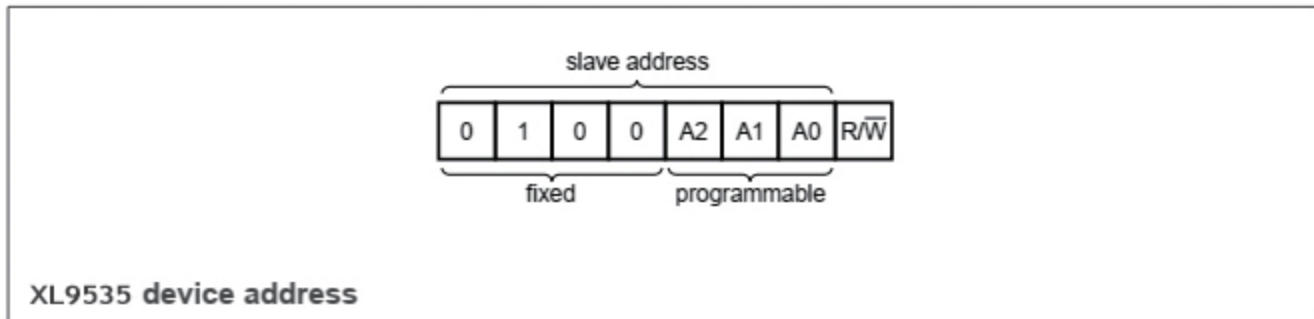 slave address
0 1 0 0 A2 A1 A0 R/W̅
fixed programmable
XL9535 device address